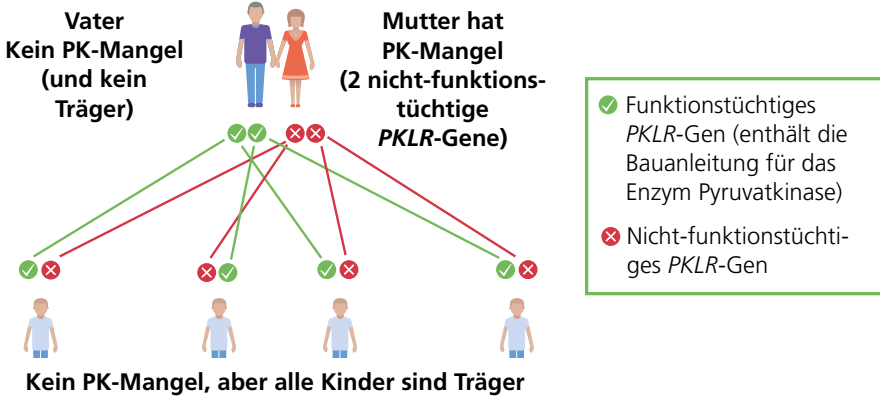 Vater
Kein PK-Mangel
(und kein
Träger)
Mutter hat
PK-Mangel
(2 nicht-funktions-
tüchtige
PKLR-Gene)
Funktionstüchtiges
PKLR-Gen (enthält die
Bauanleitung für das
Enzym Pyruvatkinase)
Nicht-funktionstüchti-
ges PKLR-Gen
Kein PK-Mangel, aber alle Kinder sind Träger